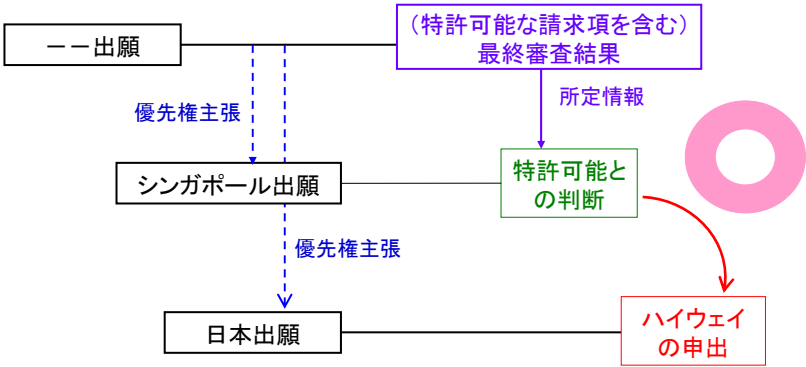 ーー出願
（特許可能な請求項を含む）
最終審査結果
優先権主張
所定情報
シンガポール出願
特許可能と
の判断
優先権主張
日本出願
ハイウェイ
の申出